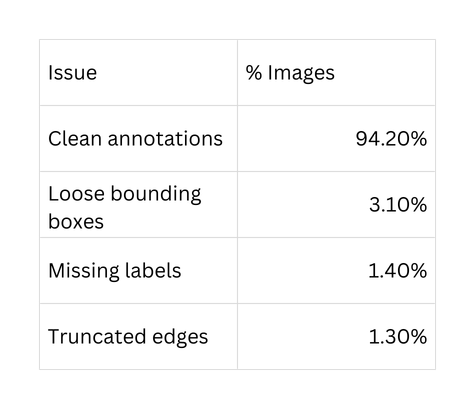 Issue % Images
Clean annotations 94.20%
Loose bounding
boxes 3.10%
Missing labels 1.40%
Truncated edges 1.30%